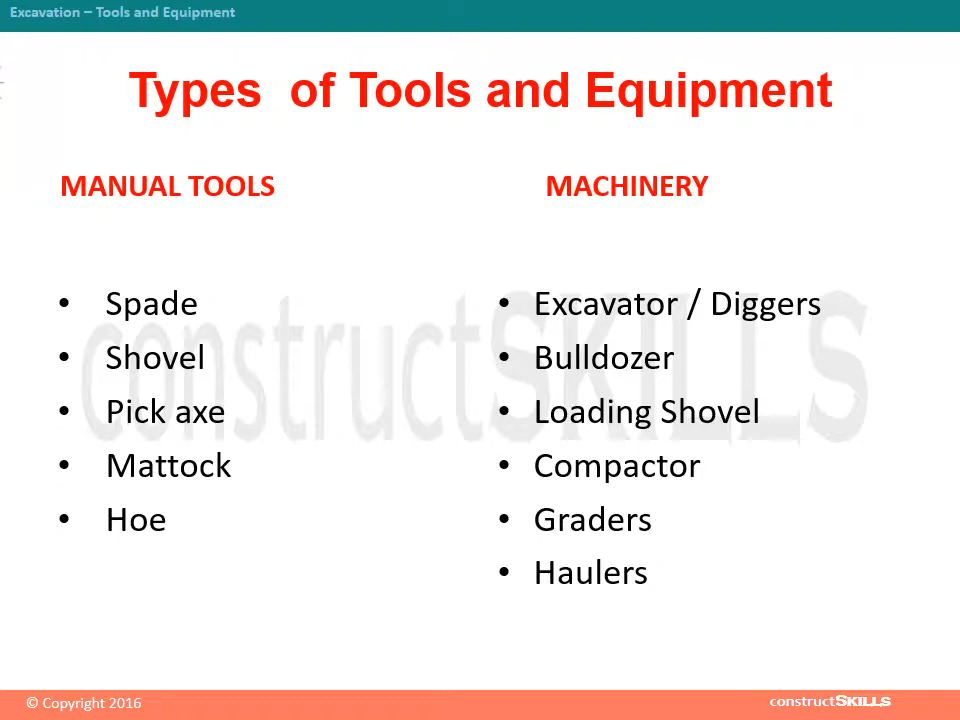 Excavation – Tools and Equipment
Types of Tools and Equipment
MANUAL TOOLS
Spade
Shovel
Pick axe
Mattock
Hoe
MACHINERY
Excavator / Diggers
Bulldozer
Loading Shovel
Compactor
Graders
Haulers
constructSKILLS
© Copyright 2016
constructSKILLS